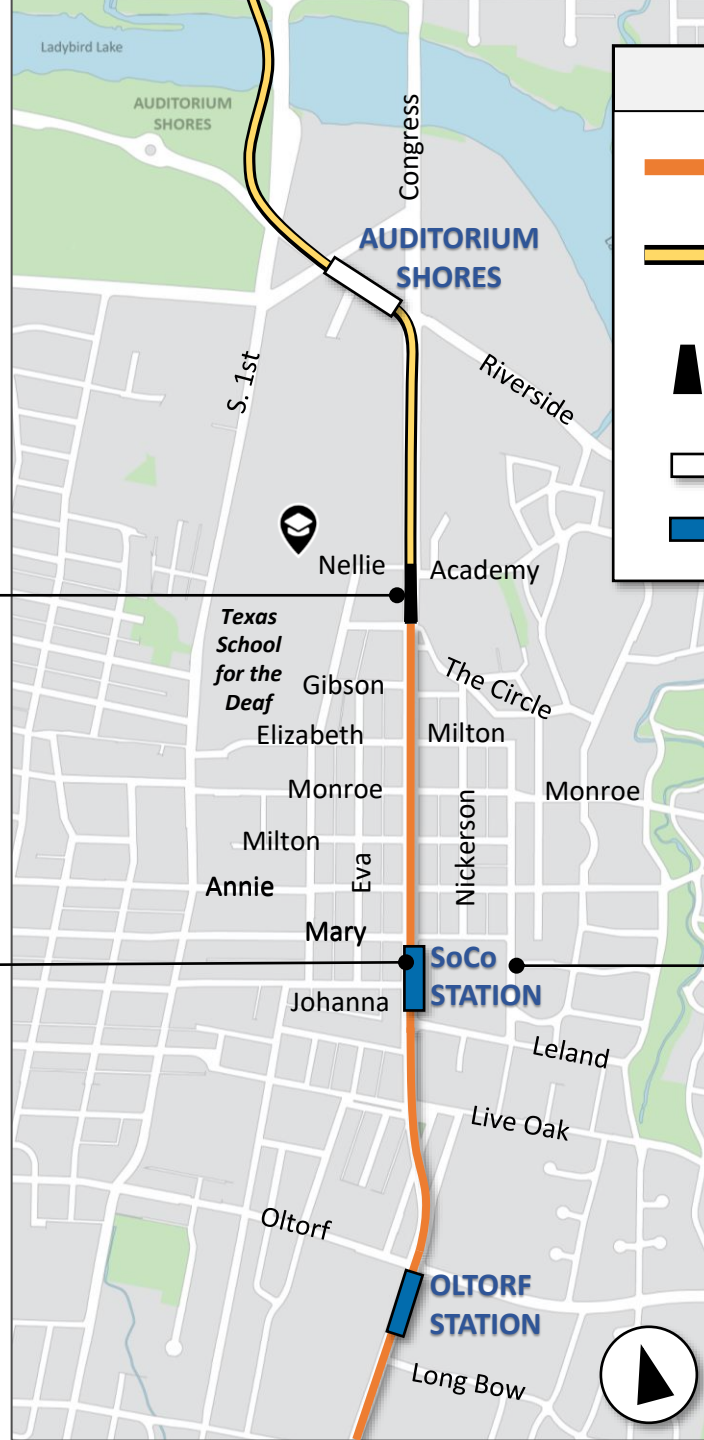 Ladybird Lake
AUDITORIUM
SHORES
Congress
AUDITORIUM
SHORES
S. 1st
Riverside
Nellie
Academy
Texas
School
for the
Deaf
The Circle
Gibson
Elizabeth
Milton
Monroe
Monroe
Nickerson
Milton
Eva
Annie
Mary
SoCo
STATION
Johanna
Leland
Live Oak
Oltorf
OLTORF
STATION
Long Bow